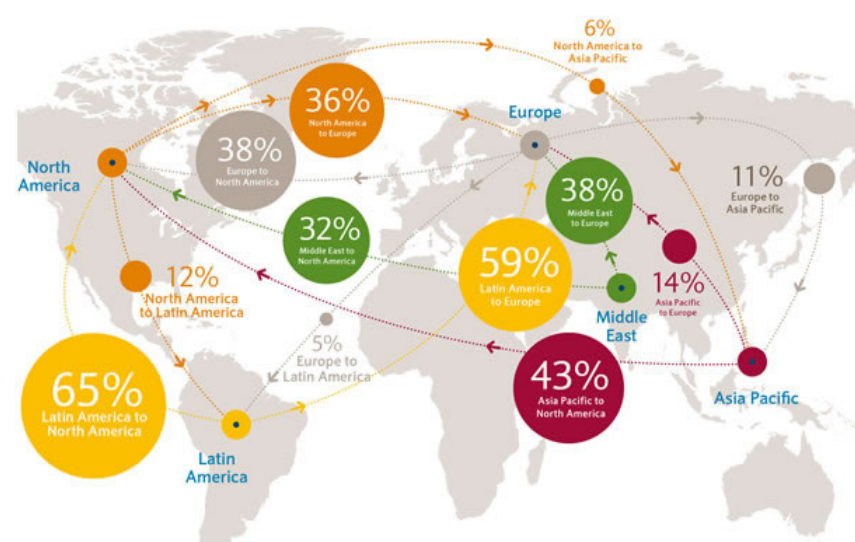 6%
North America to
Asia Pacific
36%
North America
to Europe
Europe
38%
Europe to
North America
North
America
11%
Europe to
Asia Pacific
38%
Middle East
to Europe
32%
Middle East to
North America
59%
Latin America
to Europe
12%
North America
to Latin America
14%
Asia Pacific
to Europe
Middle
East
5%
Europe to
Latin America
65%
Latin America to
North America
43%
Asia Pacific to
North America
Asia Pacific
Latin
America